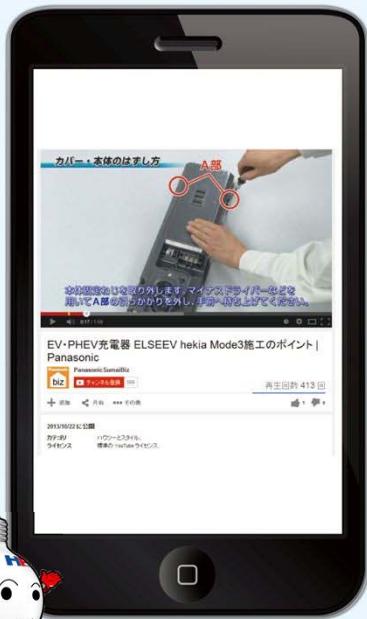 カバー・本体のはずし方
A部
本体固定ねじを取り外します。マイナスドライバーなどを
用いてA部の引っかかりを外し、手前へ持ち上げてください。
EV・PHEV充電器 ELSEEV hekia Mode3施工のポイント |
Panasonic
PanasonicSumaiBiz
biz
チャンネル登録
再生回数 413 回
追加 共有 ••• その他
1 1
2013/10/22 に公開
カテゴリ ハウツーとスタイル
ライセンス 標準の YouTube ライセンス